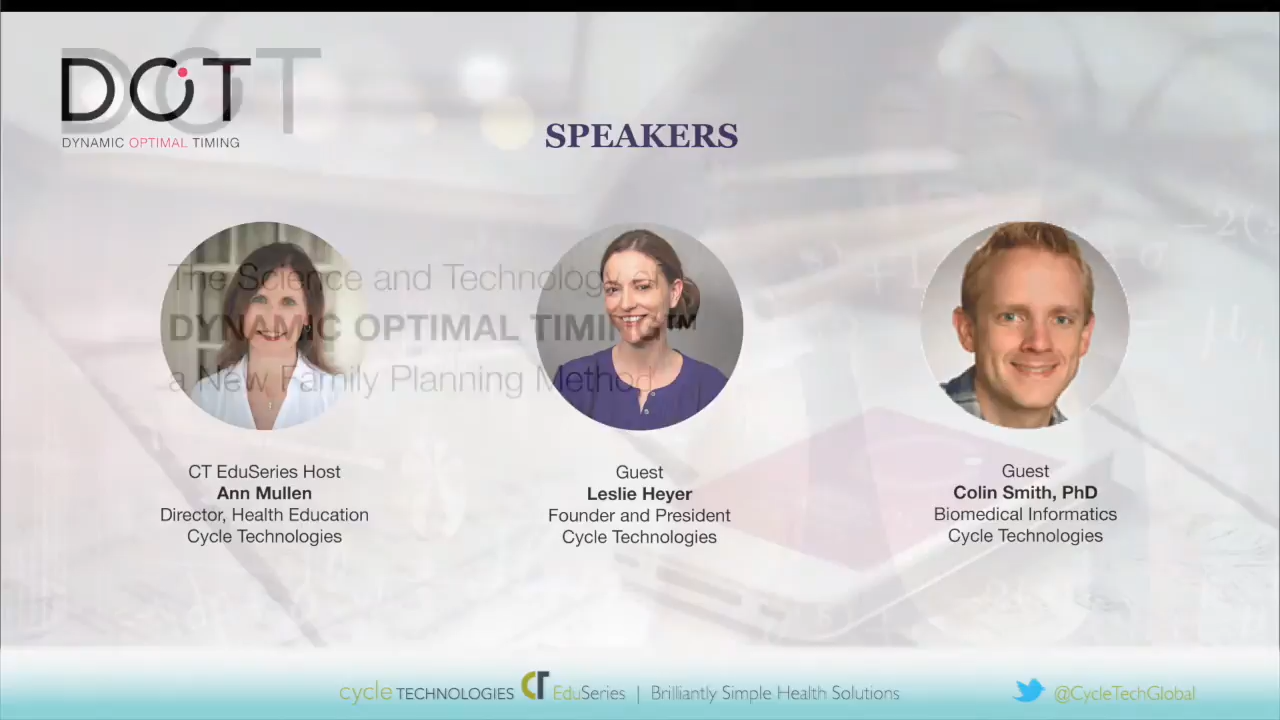 DOT
DYNAMIC OPTIMAL TIMING
SPEAKERS
The Science and Technology of
DYNAMIC OPTIMAL TIMING™
a New Family Planning Method
CT EduSeries Host
Ann Mullen
Director, Health Education
Cycle Technologies
Guest
Leslie Heyer
Founder and President
Cycle Technologies
Guest
Colin Smith, PhD
Biomedical Informatics
Cycle Technologies
cycle TECHNOLOGIES CT EduSeries | Brilliantly Simple Health Solutions
@CycleTechGlobal